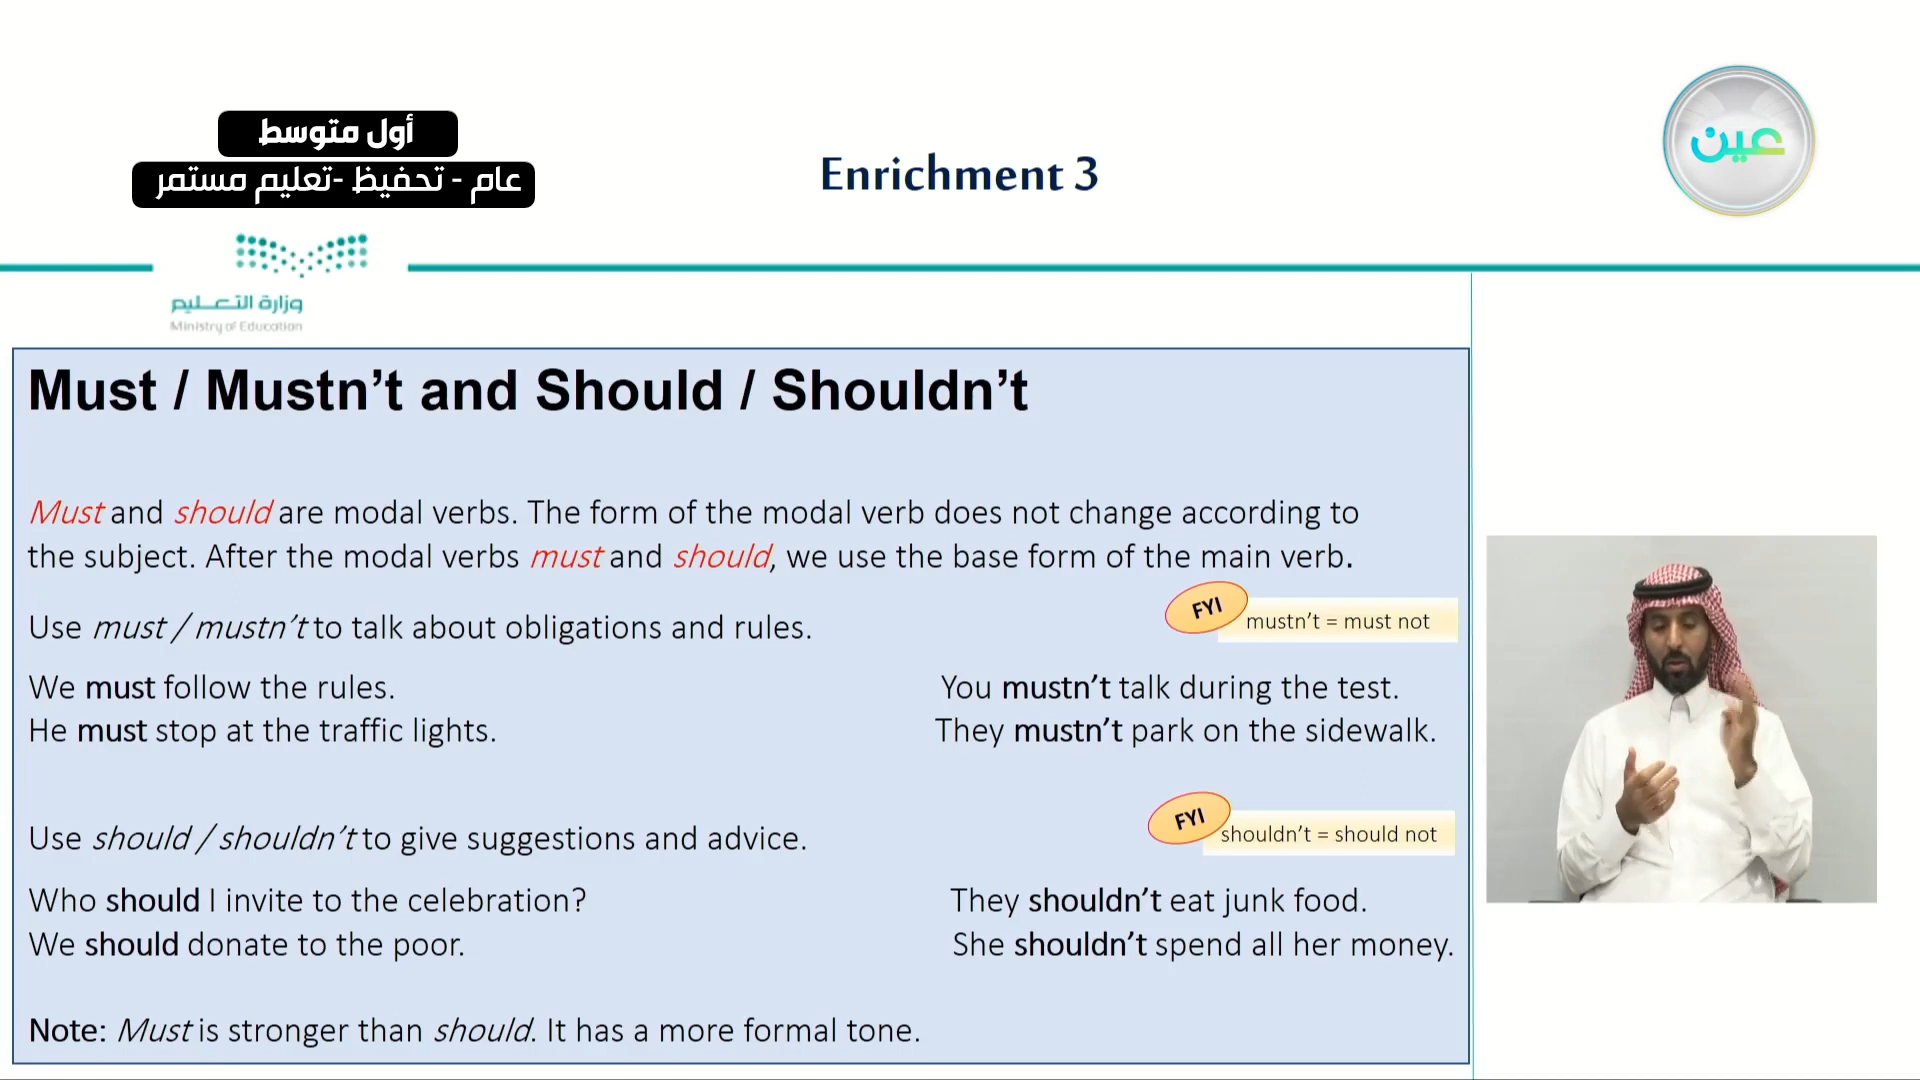 أول متوسط
عام - تحفيظ -تعليم مستمر
Enrichment 3
عين
وزارة التعليم
Ministry of Education
Must / Mustn’t and Should / Shouldn’t
Must and should are modal verbs. The form of the modal verb does not change according to
the subject. After the modal verbs must and should, we use the base form of the main verb.
Use must / mustn’t to talk about obligations and rules.
FYI
mustn’t = must not
We must follow the rules.
You mustn’t talk during the test.
He must stop at the traffic lights.
They mustn’t park on the sidewalk.
Use should / shouldn’t to give suggestions and advice.
FYI
shouldn’t = should not
Who should I invite to the celebration?
They shouldn’t eat junk food.
We should donate to the poor.
She shouldn’t spend all her money.
Note: Must is stronger than should. It has a more formal tone.